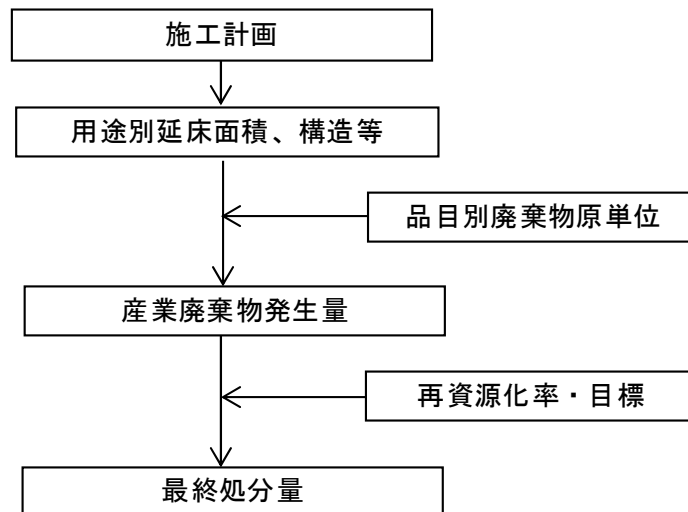 施工計画
用途別延床面積、構造等
品目別廃棄物原単位
産業廃棄物発生量
再資源化率・目標
最終処分量